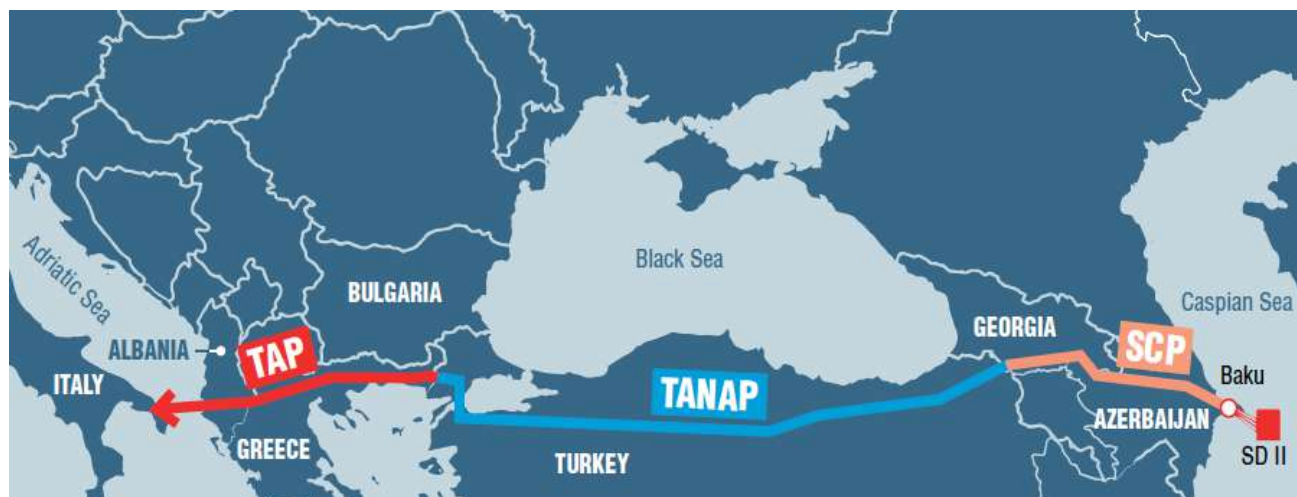 Adriatic Sea
ALBANIA
ITALY
TAP
GREECE
BULGARIA
Black Sea
TANAP
TURKEY
GEORGIA
SCP
Caspian Sea
Baku
AZERBAIJAN
SD II